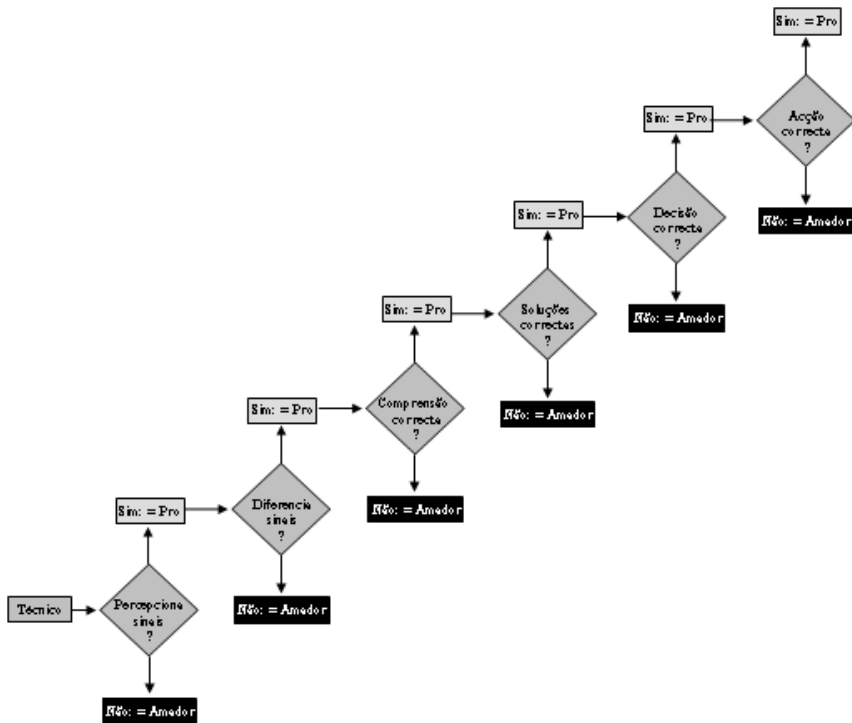 Sim: = Pro
Acção
correcta
?
Não: = Amador
Sim: = Pro
Decisão
correcta
?
Não: = Amador
Sim: = Pro
Soluções
correctas
?
Não: = Amador
Sim: = Pro
Comprensão
correcta
?
Não: = Amador
Sim: = Pro
Diferencia
sinais
?
Não: = Amador
Sim: = Pro
Técnico
Percepciona
sinais
?
Não: = Amador